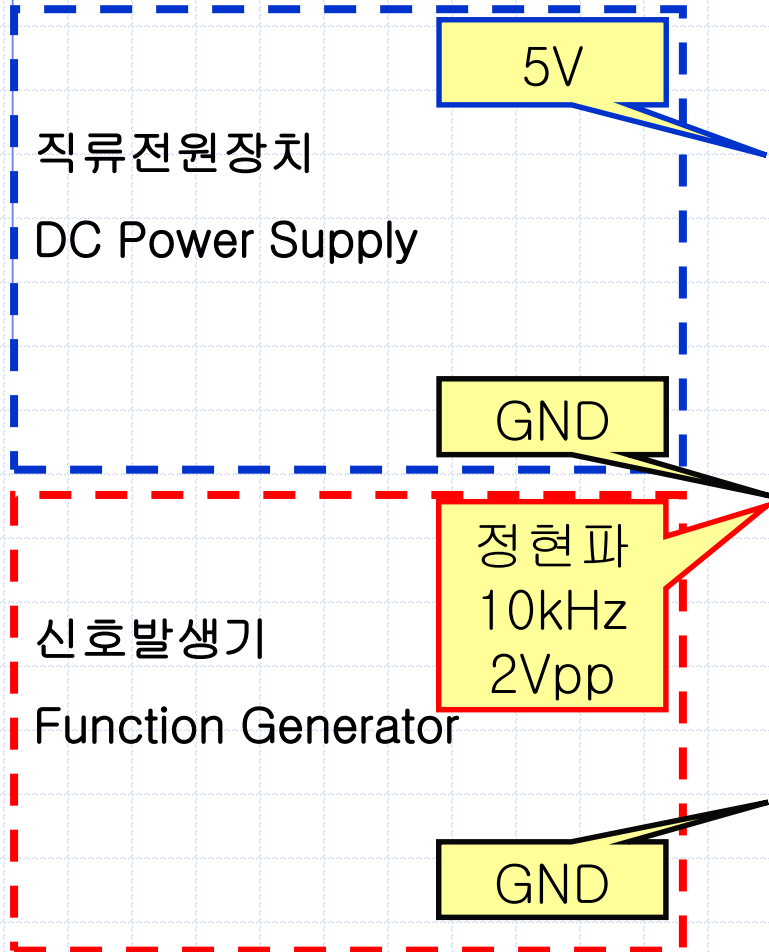 5V
직류전원장치
DC Power Supply
GND
정현파
10kHz
2Vpp
신호발생기
Function Generator
GND